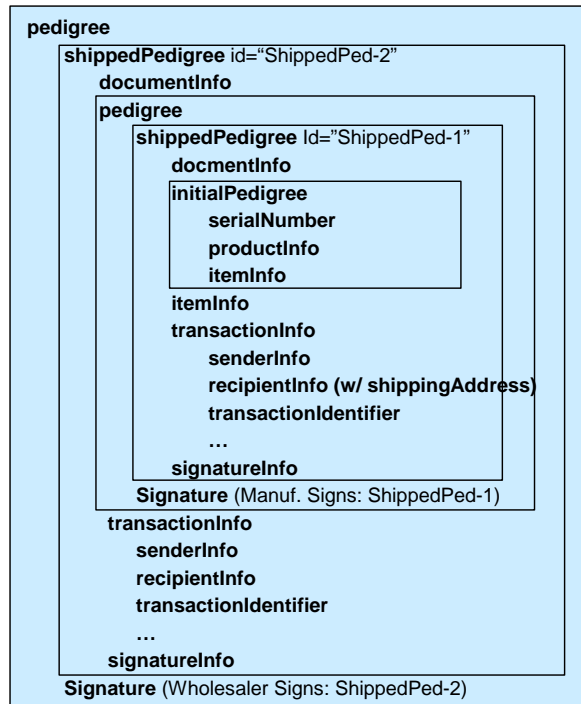 pedigree
shippedPedigree id=“ShippedPed-2”
documentInfo
pedigree
shippedPedigree Id=”ShippedPed-1”
docmentInfo
initialPedigree
serialNumber
productInfo
itemInfo
itemInfo
transactionInfo
senderInfo
recipientInfo (w/ shippingAddress)
transactionIdentifier
…
signatureInfo
Signature (Manuf. Signs: ShippedPed-1)
transactionInfo
senderInfo
recipientInfo
transactionIdentifier
…
signatureInfo
Signature (Wholesaler Signs: ShippedPed-2)